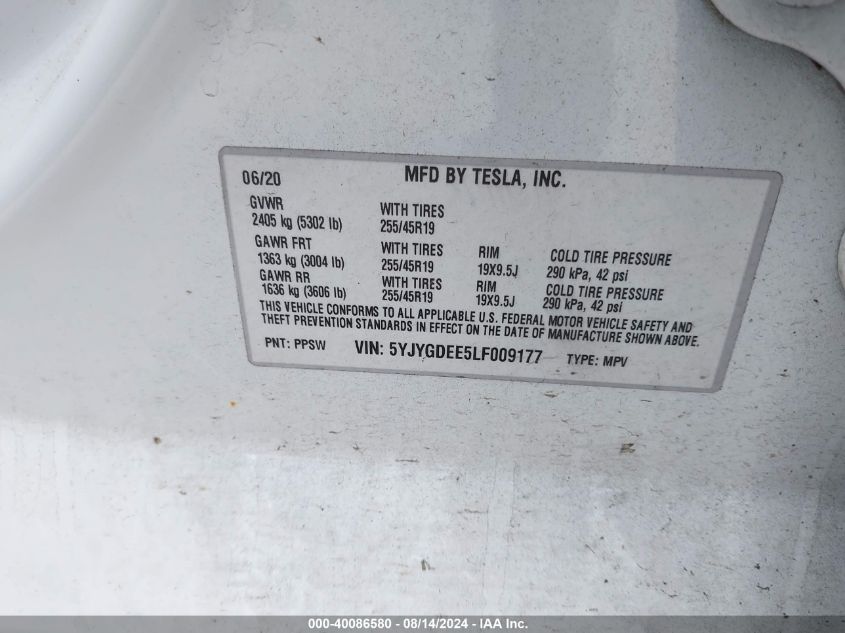 06/20 MFD BY TESLA, INC.
GVWR
2405 kg (5302 lb) WITH TIRES
255/45R19
GAWR FRT
1363 kg (3004 lb) WITH TIRES
255/45R19 RIM
19X9.5J COLD TIRE PRESSURE
290 kPa, 42 psi
GAWR RR
1636 kg (3606 lb) WITH TIRES
255/45R19 RIM
19X9.5J COLD TIRE PRESSURE
290 kPa, 42 psi
THIS VEHICLE CONFORMS TO ALL APPLICABLE U.S. FEDERAL MOTOR VEHICLE SAFETY AND
THEFT PREVENTION STANDARDS IN EFFECT ON THE DATE OF MANUFACTURE SHOWN ABOVE.
PNT: PPSW VIN: 5YJYGDEE5LF009177 TYPE: MPV
000-40086580 - 08/14/2024 - IAA Inc.